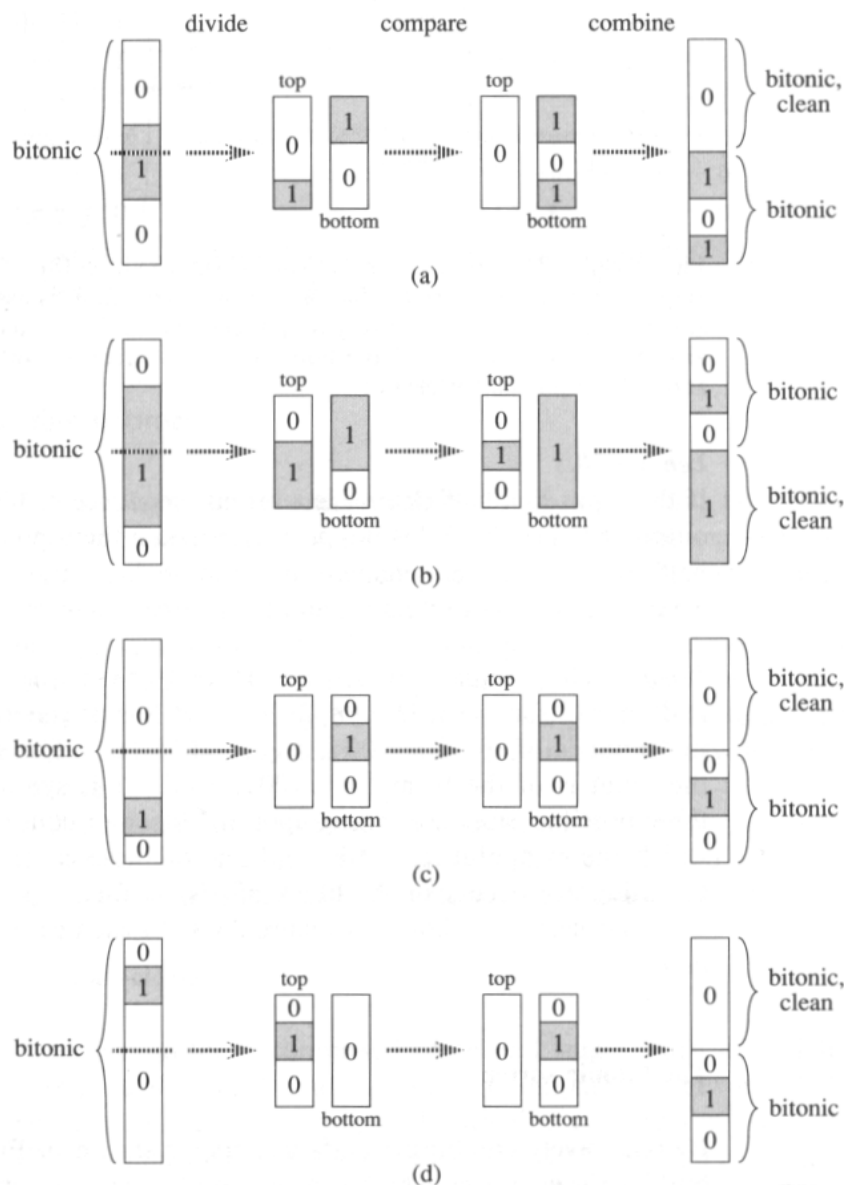 divide compare combine
top
0 0 1 1 0 bitonic, clean
bitonic 1 0 0 0
1 0 1 1 bitonic
0 bottom bottom 0
1
(a)
0 top top 0
0 0 1 bitonic
bitonic 1 1 1 1 0
1 0 0 1 bitonic, clean
0 bottom bottom
(b)
top top
0 0 0 0 bitonic, clean
bitonic 0 1 0 1 0
1 0 0 1 bitonic
0 bottom bottom 0
(c)
0 top top
1 0 0 0 bitonic, clean
bitonic 1 0 0 1 0
0 0 0 1 bitonic
bottom bottom 0
(d)